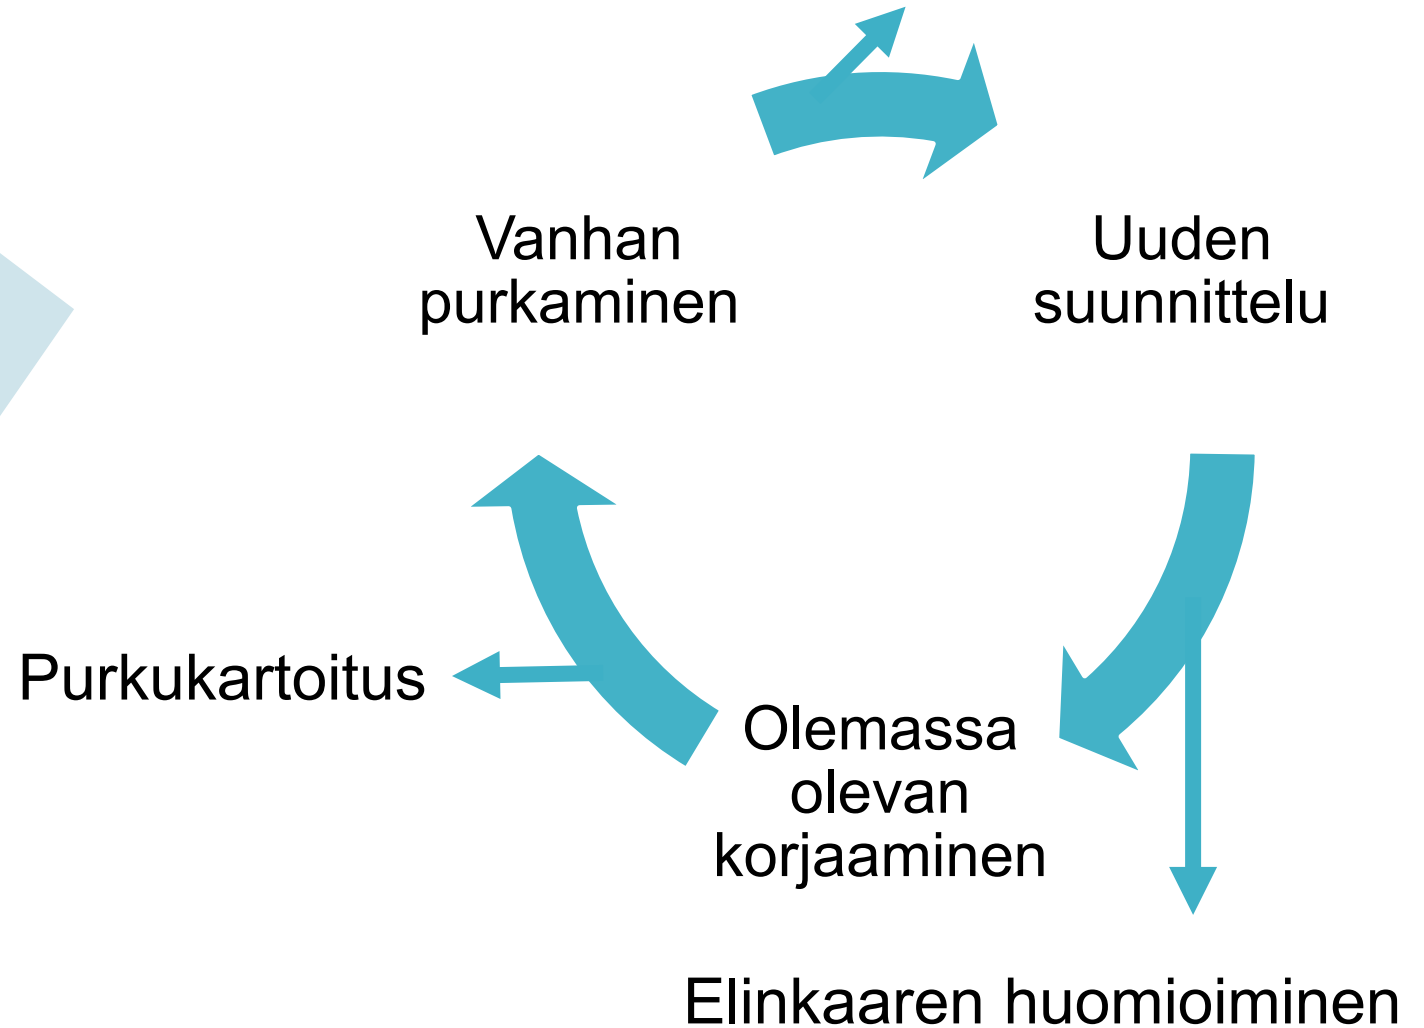 Vanhan
purkaminen
Uuden
suunnittelu
Purkukartoitus
Olemassa
olevan
korjaaminen
Elinkaaren huomioiminen